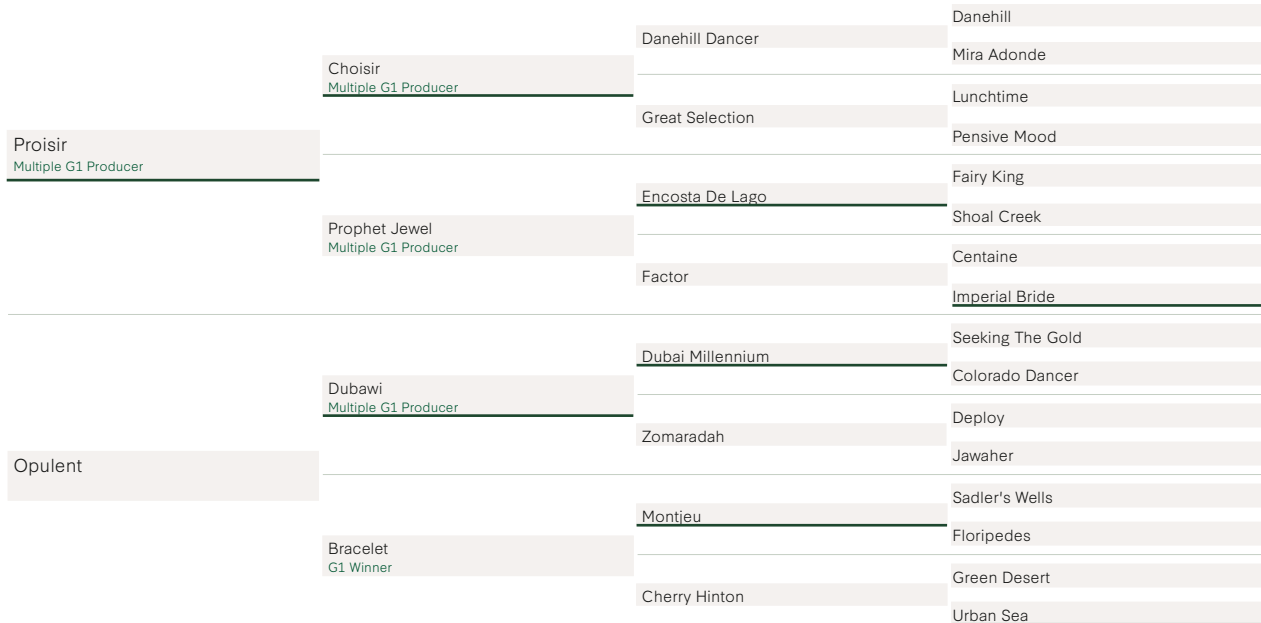 Proisir
Multiple G1 Producer
Opulent
Choisir
Multiple G1 Producer
Prophet Jewel
Multiple G1 Producer
Dubawi
Multiple G1 Producer
Bracelet
G1 Winner
Danehill Dancer
Great Selection
Encosta De Lago
Factor
Dubai Millennium
Zomaradah
Montjeu
Cherry Hinton
Danehill
Mira Adonde
Lunchtime
Pensive Mood
Fairy King
Shoal Creek
Centaine
Imperial Bride
Seeking The Gold
Colorado Dancer
Deploy
Jawaher
Sadler's Wells
Floripedes
Green Desert
Urban Sea